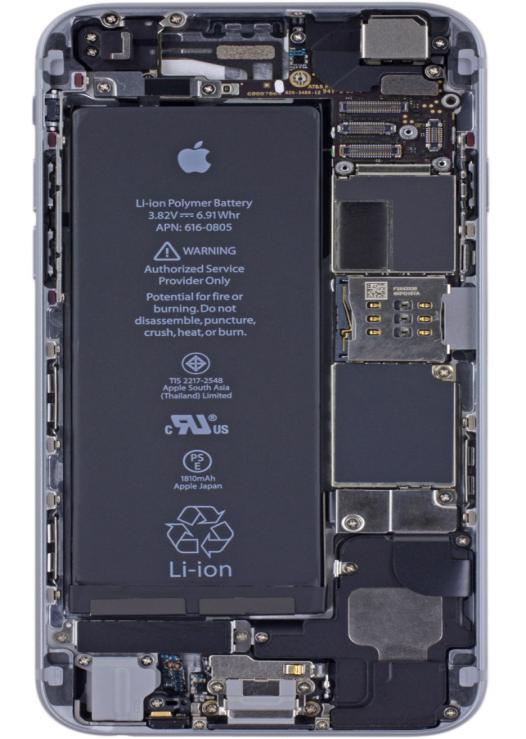 AT&S
Li-ion Polymer Battery
3.82V⎓6.91Whr
APN: 616-0805
WARNING
Authorized Service
Provider Only
Potential for fire or
burning. Do not
disassemble, puncture,
crush, heat, or burn.
TIS 2217-2548
Apple South Asia
(Thailand) Limited
c RU® US
PS
E
1810mAh
Apple Japan
Li-ion